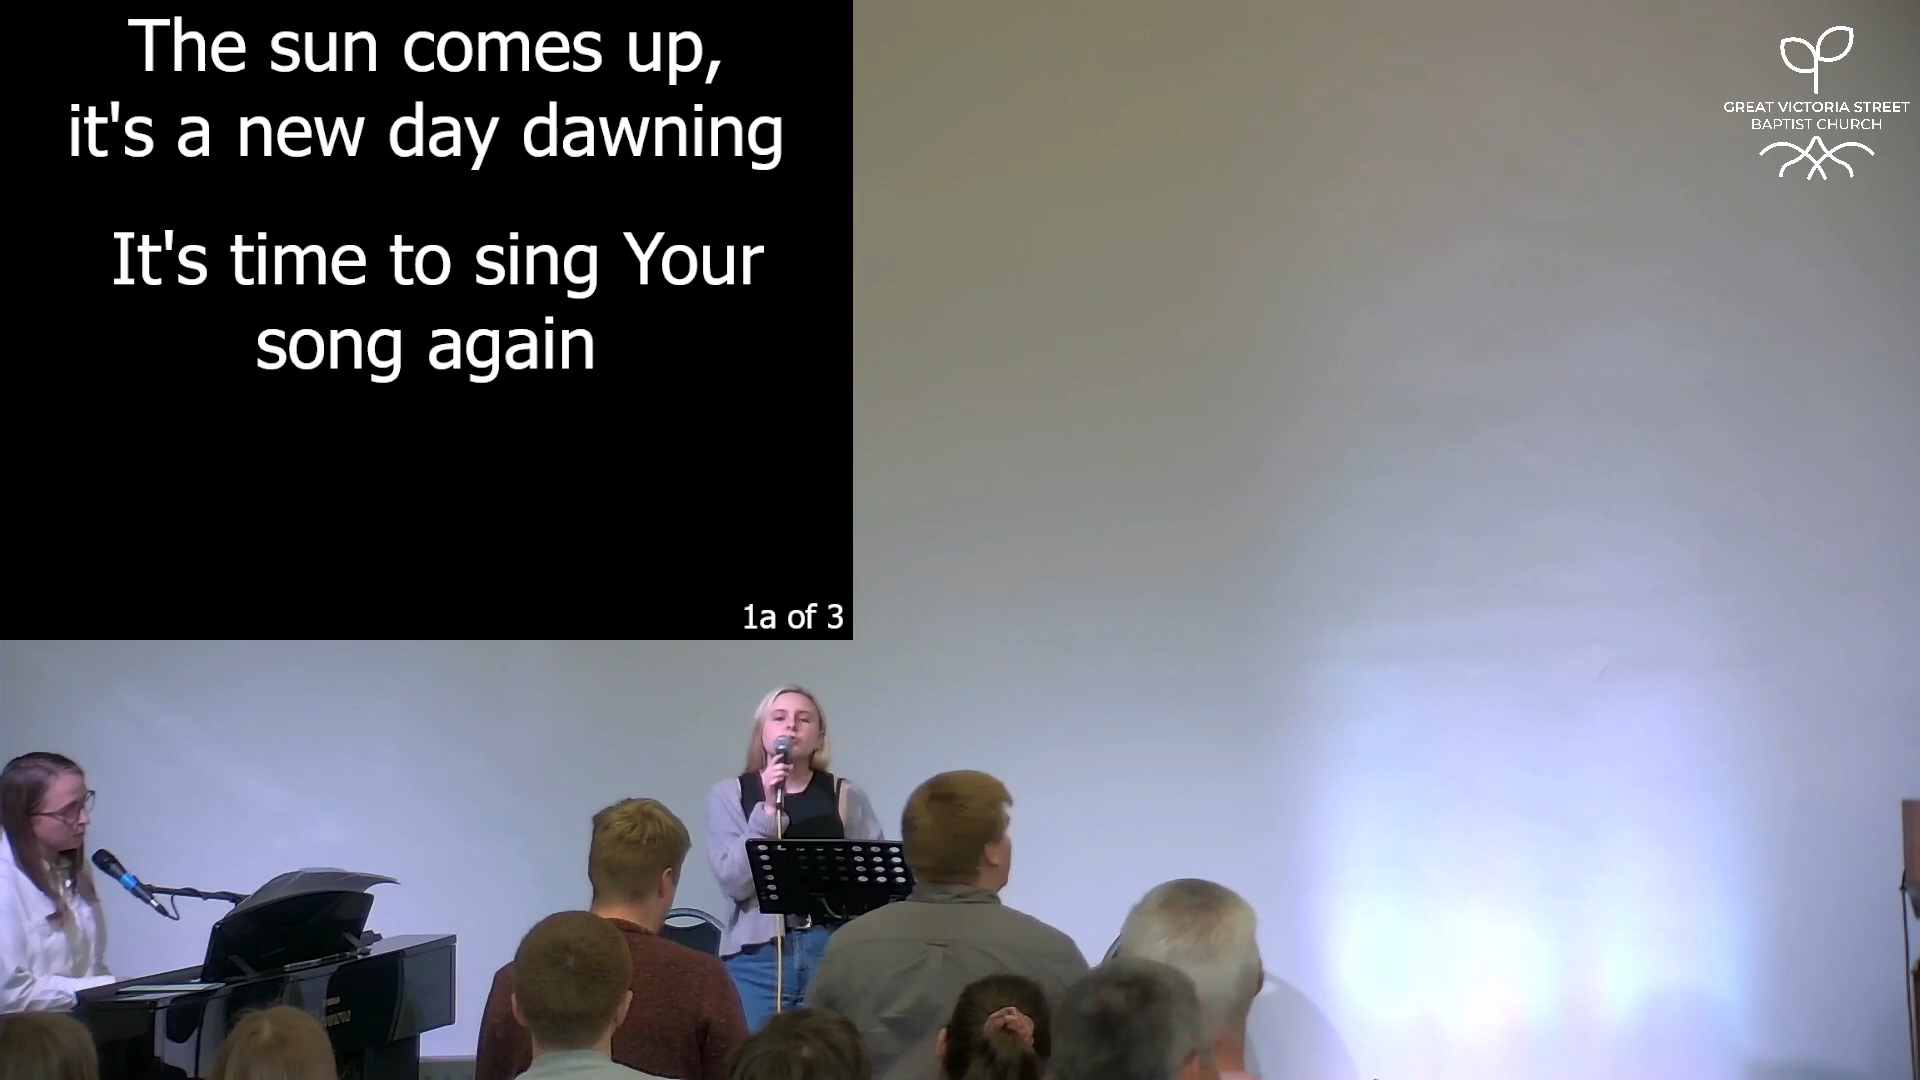 The sun comes up,
it's a new day dawning
It's time to sing Your
song again
1a of 3
GREAT VICTORIA STREET
BAPTIST CHURCH